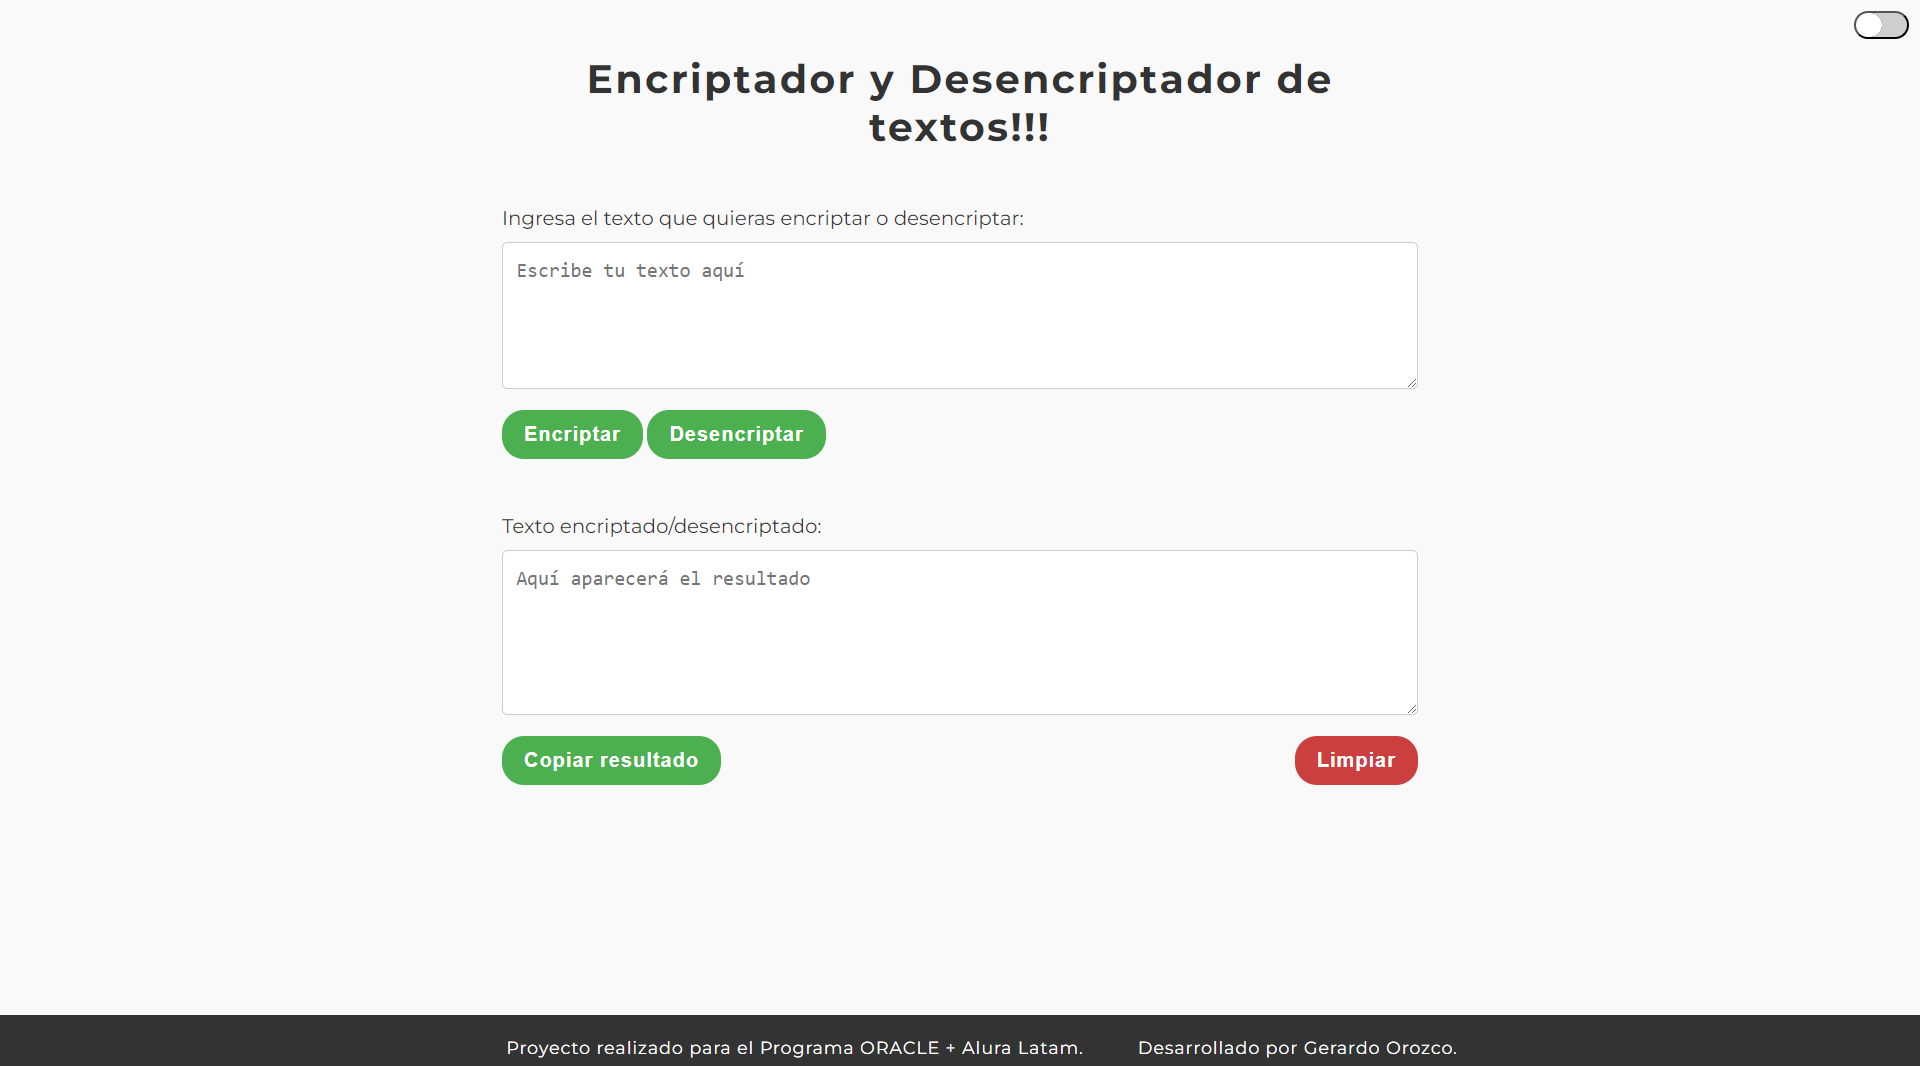 Encriptador y Desencriptador de
textos!!!
Ingresa el texto que quieras encriptar o desencriptar:
Escribe tu texto aquí
Encriptar Desencriptar
Texto encriptado/desencriptado:
Aquí aparecerá el resultado
Copiar resultado Limpiar
Proyecto realizado para el Programa ORACLE + Alura Latam. Desarrollado por Gerardo Orozco.